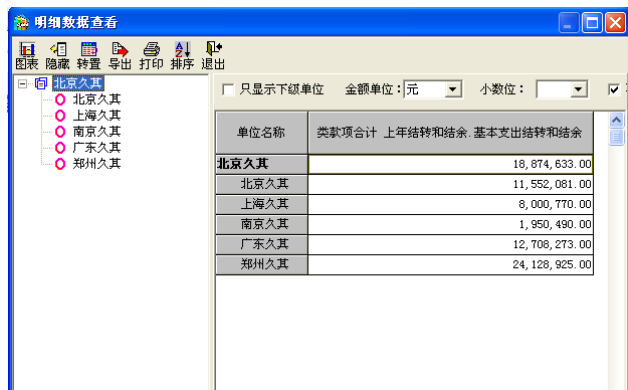 明细数据查看
图表 隐藏 转置 导出 打印 排序 退出
北京久其
北京久其
上海久其
南京久其
广东久其
郑州久其
只显示下级单位 金额单位: 元 小数位:
单位名称 类款项合计 上年结转和结余.基本支出结转和结余
北京久其 18,874,633.00
北京久其 11,552,081.00
上海久其 8,000,770.00
南京久其 1,950,490.00
广东久其 12,708,273.00
郑州久其 24,128,925.00